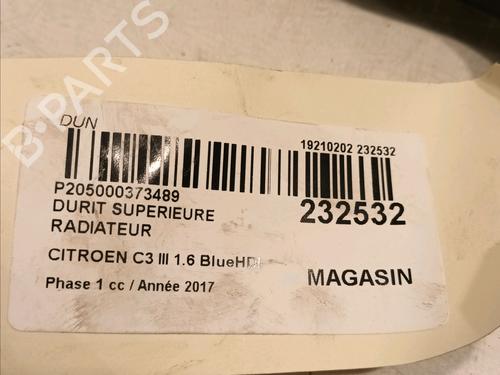 B-PARTS
DUN
19210202 232532
P205000373489
232532
DURIT SUPERIEURE
RADIATEUR
CITROEN C3 III 1.6 BlueHDI
MAGASIN
Phase 1 cc / Année 2017